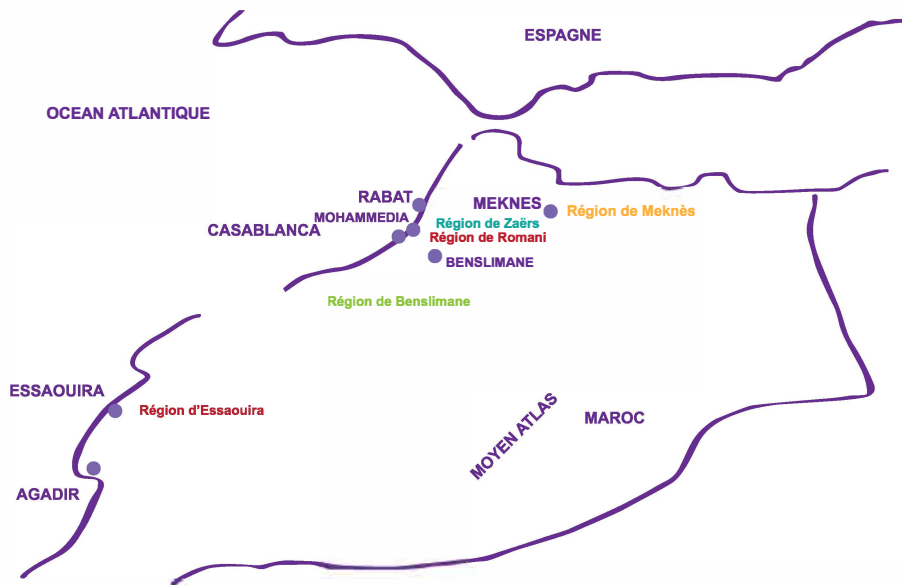 ESPAGNE
OCEAN ATLANTIQUE
RABAT
MEKNES
Région de Meknès
MOHAMMEDIA
Région de Zaërs
CASABLANCA
Région de Romani
BENSLIMANE
Région de Benslimane
ESSAOUIRA
Région d'Essaouira
MOYEN ATLAS
MAROC
AGADIR